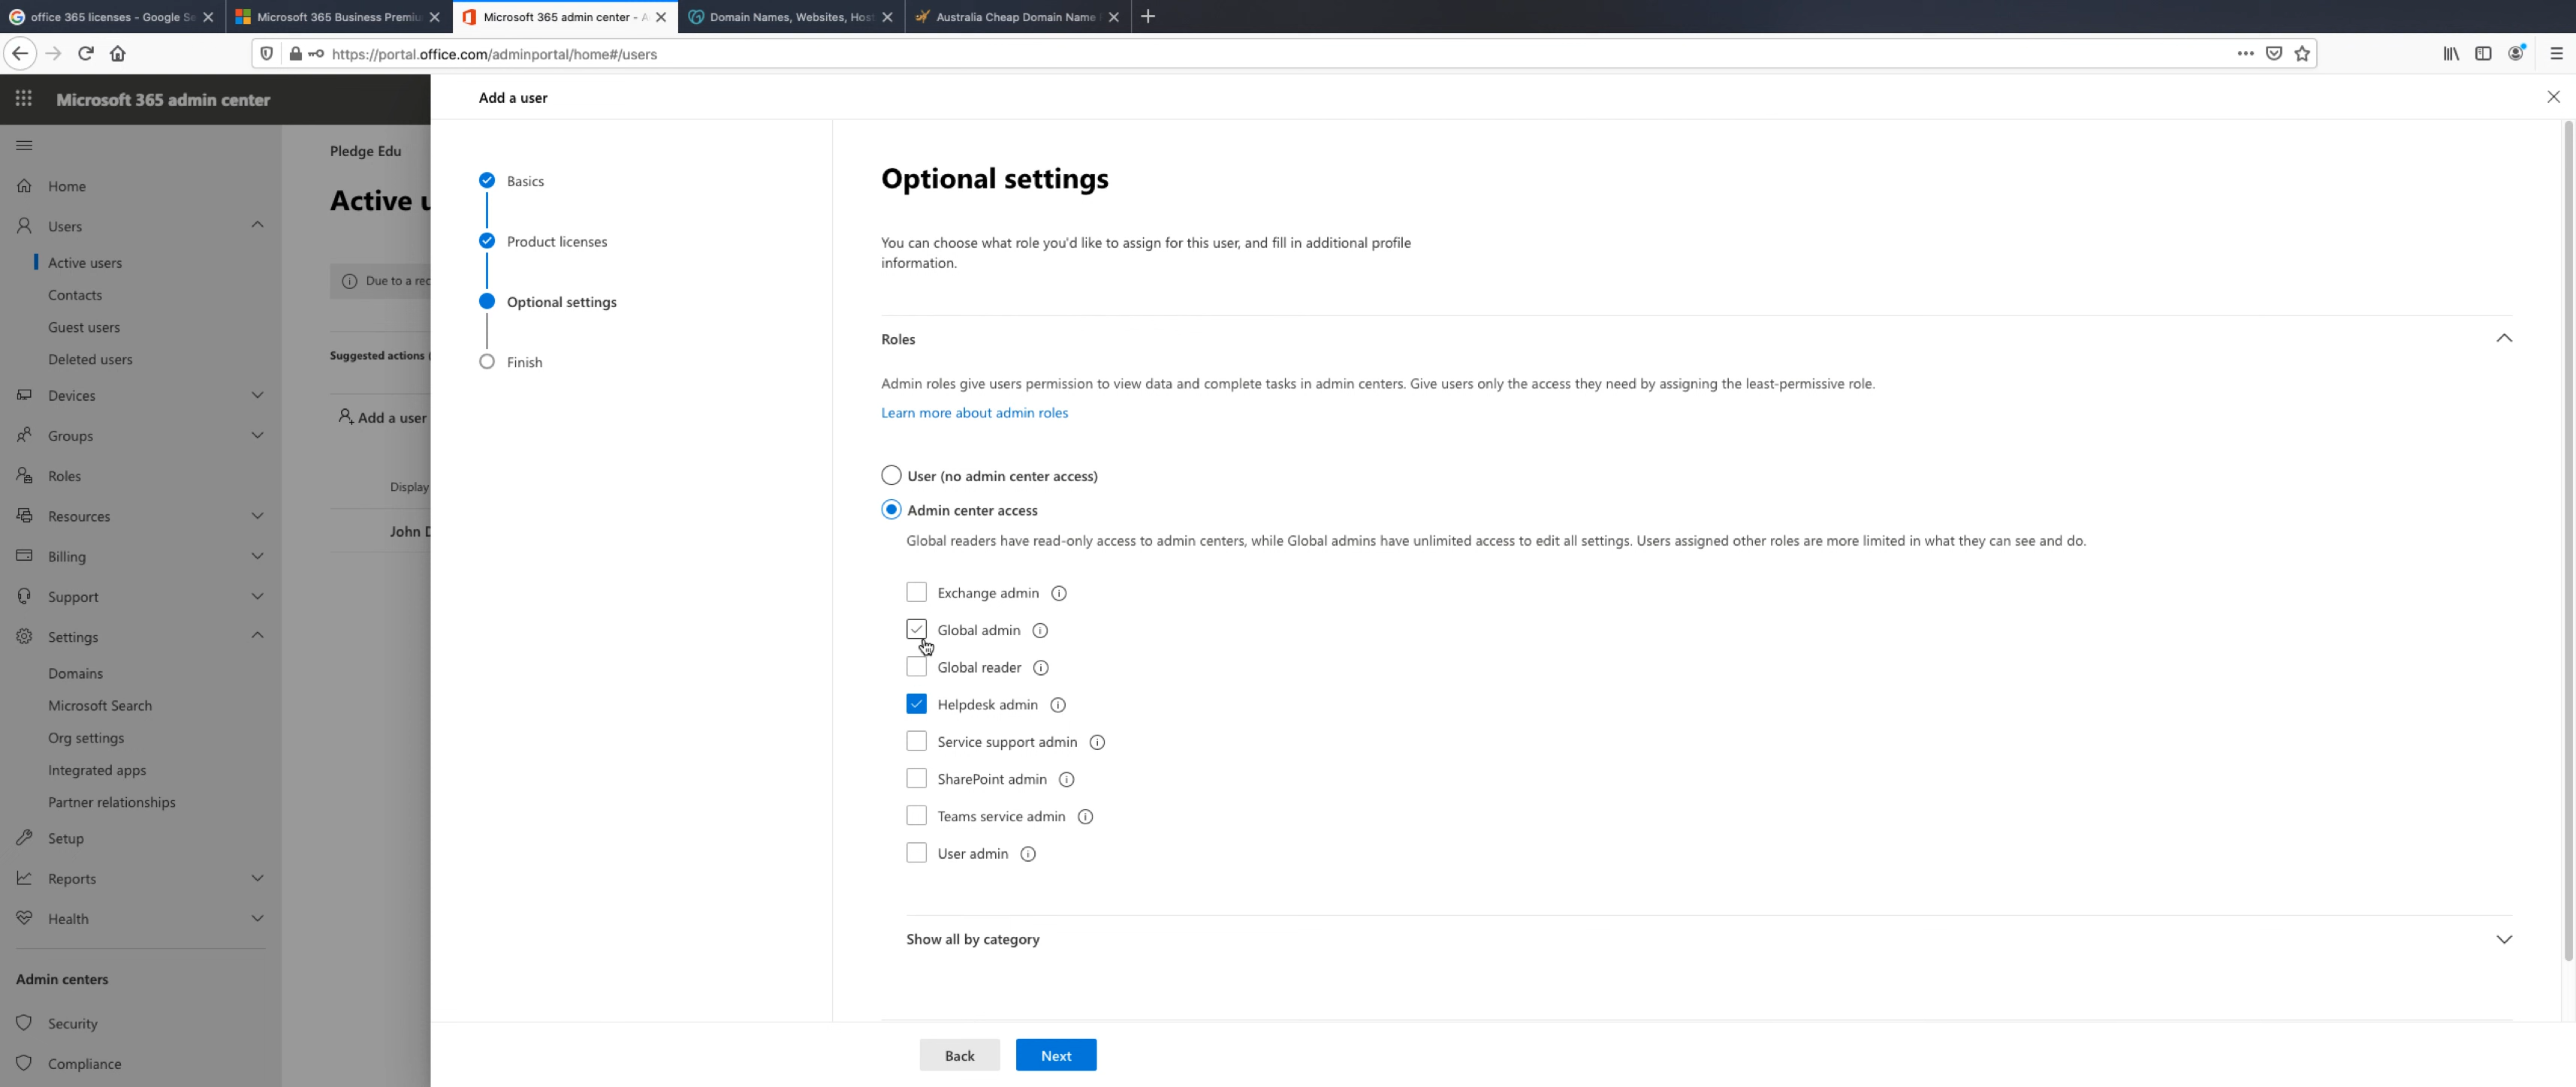 office 365 licenses - Google Se
Microsoft 365 Business Premiu
Microsoft 365 admin center - A
Domain Names, Websites, Host
Australia Cheap Domain Name
https://portal.office.com/adminportal/home#/users
Microsoft 365 admin center
Home
Users
Active users
Contacts
Guest users
Deleted users
Devices
Groups
Roles
Resources
Billing
Support
Settings
Domains
Microsoft Search
Org settings
Integrated apps
Partner relationships
Setup
Reports
Health
Admin centers
Security
Compliance
Pledge Edu
Active u
Due to a rec
Suggested actions (
Add a user
Display
John D
Add a user
Basics
Product licenses
Optional settings
Finish
Optional settings
You can choose what role you'd like to assign for this user, and fill in additional profile
information.
Roles
Admin roles give users permission to view data and complete tasks in admin centers. Give users only the access they need by assigning the least-permissive role.
Learn more about admin roles
User (no admin center access)
Admin center access
Global readers have read-only access to admin centers, while Global admins have unlimited access to edit all settings. Users assigned other roles are more limited in what they can see and do.
Exchange admin
Global admin
Global reader
Helpdesk admin
Service support admin
SharePoint admin
Teams service admin
User admin
Show all by category
Back
Next